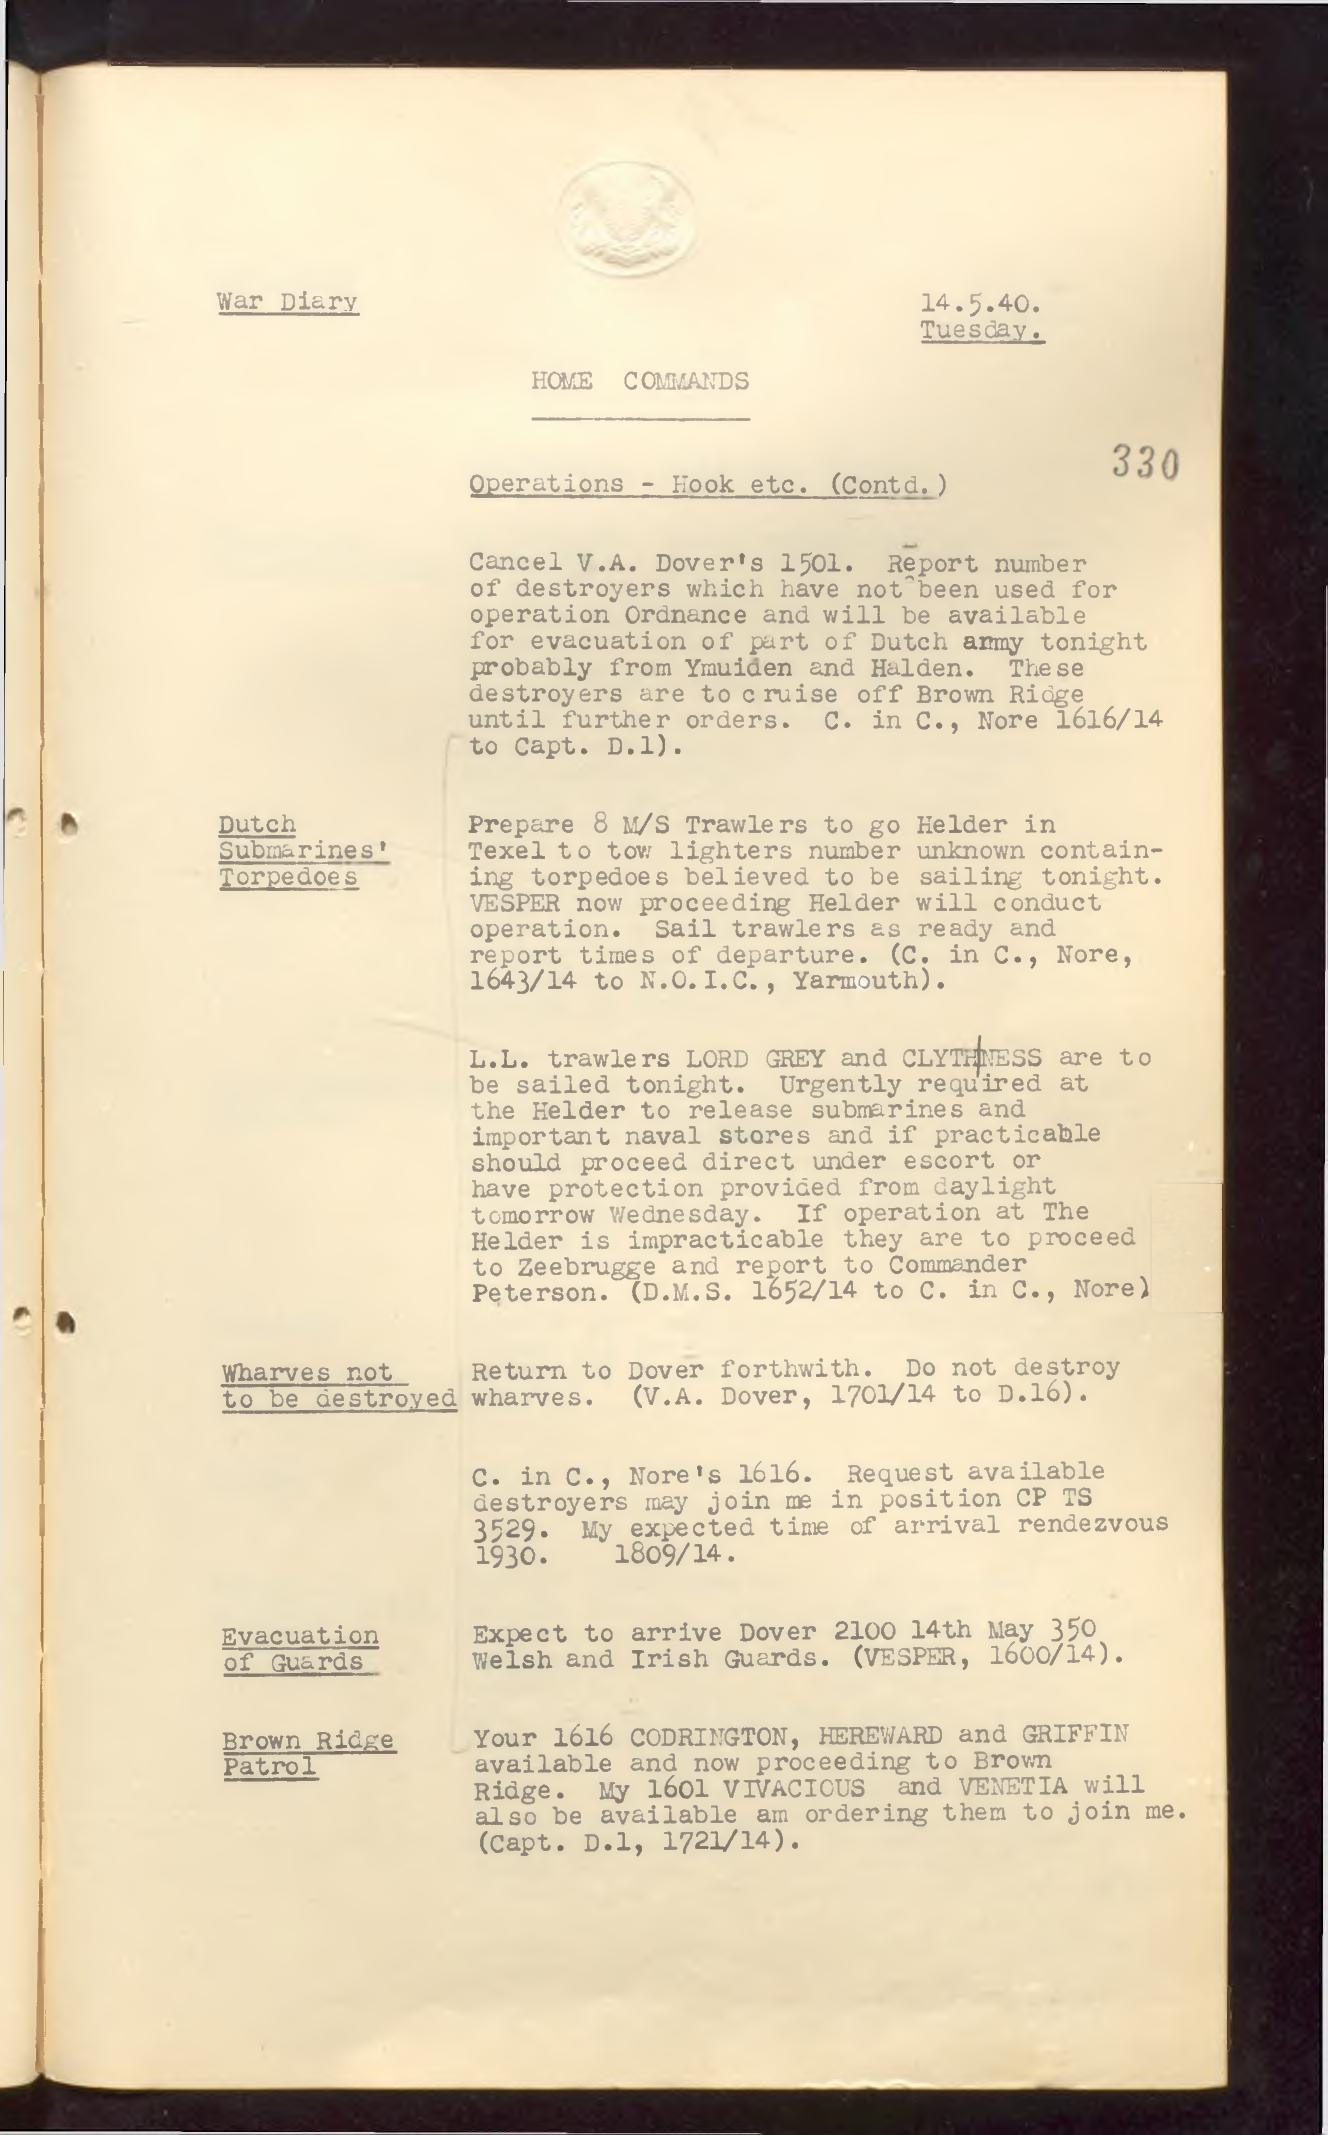 War Diary
14.5.40.
Tuesday.
HOME COMMANDS
330
Operations - Hook etc. (Contd.)
Cancel V.A. Dover's 1501. Report number
of destroyers which have not been used for
operation Ordnance and will be available
for evacuation of part of Dutch army tonight
probably from Ymuiden and Halden. These
destroyers are to cruise off Brown Ridge
until further orders. C. in C., Nore 1616/14
to Capt. D.1).
Dutch
Submarines'
Torpedoes
Prepare 8 M/S Trawlers to go Helder in
Texel to tow lighters number unknown contain-
ing torpedoes believed to be sailing tonight.
VESPER now proceeding Helder will conduct
operation. Sail trawlers as ready and
report times of departure. (C. in C., Nore,
1643/14 to N.O.I.C., Yarmouth).
L.L. trawlers LORD GREY and CLYTHNESS are to
be sailed tonight. Urgently required at
the Helder to release submarines and
important naval stores and if practicable
should proceed direct under escort or
have protection provided from daylight
tomorrow Wednesday. If operation at The
Helder is impracticable they are to proceed
to Zeebrugge and report to Commander
Peterson. (D.M.S. 1652/14 to C. in C., Nore)
Wharves not
to be destroyed
Return to Dover forthwith. Do not destroy
wharves. (V.A. Dover, 1701/14 to D.16).
C. in C., Nore's 1616. Request available
destroyers may join me in position CP TS
3529. My expected time of arrival rendezvous
1930. 1809/14.
Evacuation
of Guards
Expect to arrive Dover 2100 14th May 350
Welsh and Irish Guards. (VESPER, 1600/14).
Brown Ridge
Patrol
Your 1616 CODRINGTON, HEREWARD and GRIFFIN
available and now proceeding to Brown
Ridge. My 1601 VIVACIOUS and VENETIA will
also be available am ordering them to join me.
(Capt. D.1, 1721/14).